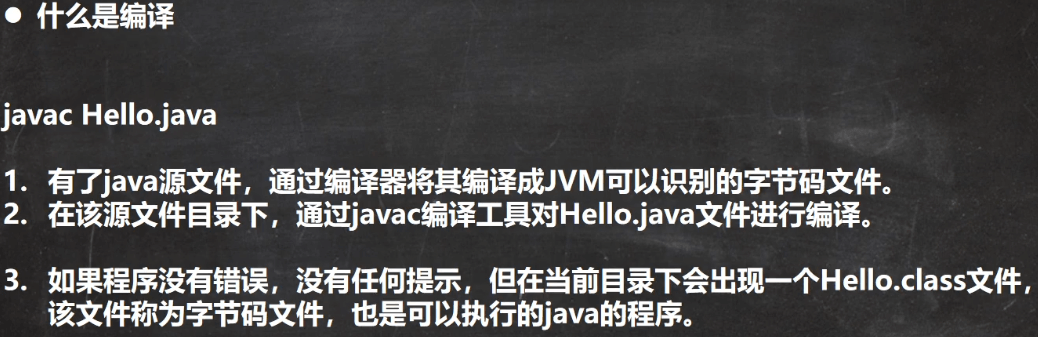 ● 什么是编译
javac Hello.java
1. 有了java源文件，通过编译器将其编译成JVM可以识别的字节码文件。
2. 在该源文件目录下，通过javac编译工具对Hello.java文件进行编译。
3. 如果程序没有错误，没有任何提示，但在当前目录下会出现一个Hello.class文件，
该文件称为字节码文件，也是可以执行的java的程序。